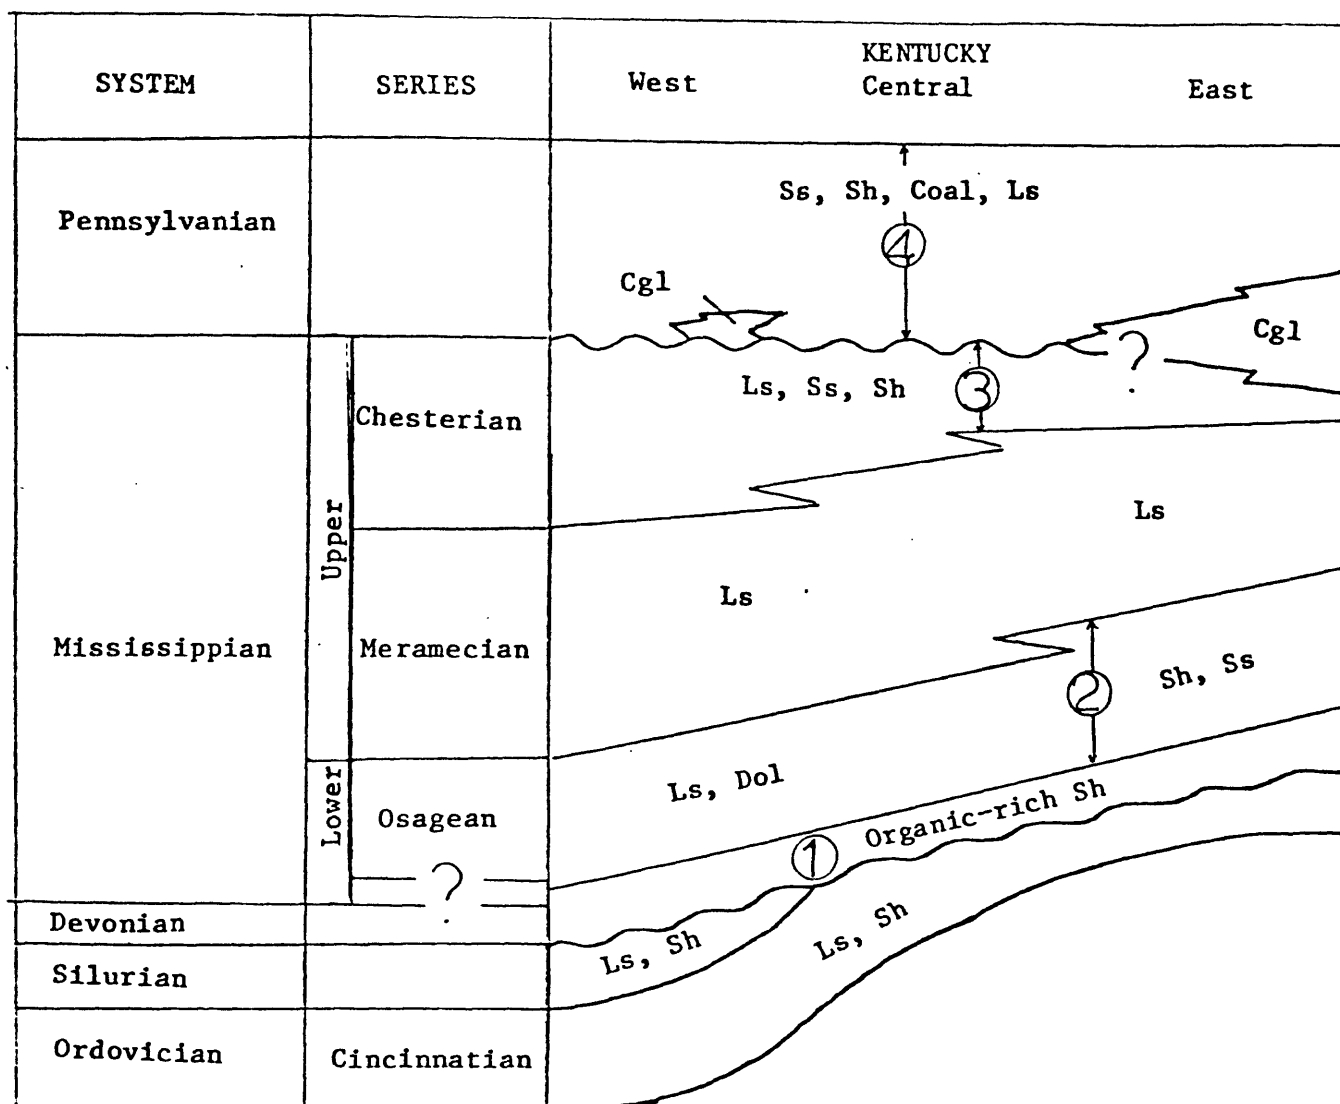 SYSTEM
SERIES
KENTUCKY
West
Central
East
Pennsylvanian
Ss, Sh, Coal, Ls
4
Cgl
Cgl
?
Ls, Ss, Sh
3
Chesterian
Upper
Ls
Ls
Mississippian
Meramecian
2
Sh, Ss
Lower
Osagean
Ls, Dol
Organic-rich Sh
1
?
Devonian
Ls, Sh
Ls, Sh
Silurian
Ordovician
Cincinnatian